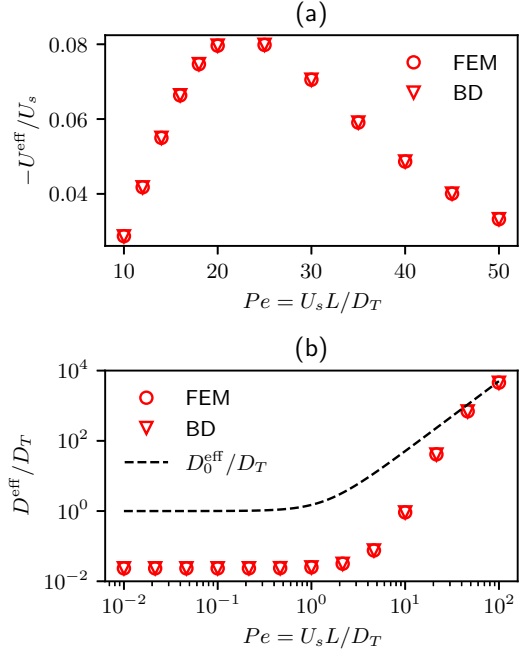 (a)
0.08
0.06
0.04
−U^eff/U_s
FEM
BD
10 20 30 40 50
Pe = U_sL/D_T
(b)
10^4
10^2
10^0
10^−2
D^eff/D_T
FEM
BD
D_0^eff/D_T
10^−2 10^−1 10^0 10^1 10^2
Pe = U_sL/D_T